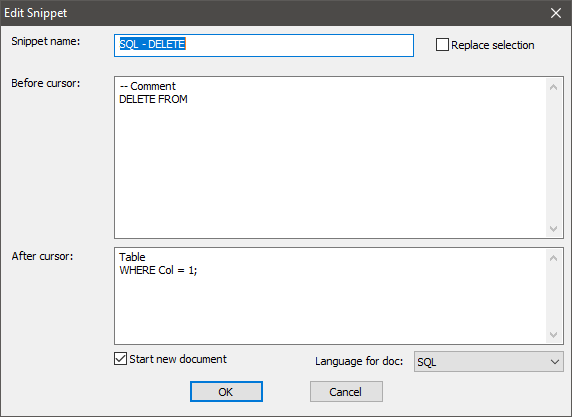 Edit Snippet
Snippet name:
SQL - DELETE
Replace selection
Before cursor:
-- Comment
DELETE FROM
After cursor:
Table
WHERE Col = 1;
Start new document
Language for doc:
SQL
OK
Cancel